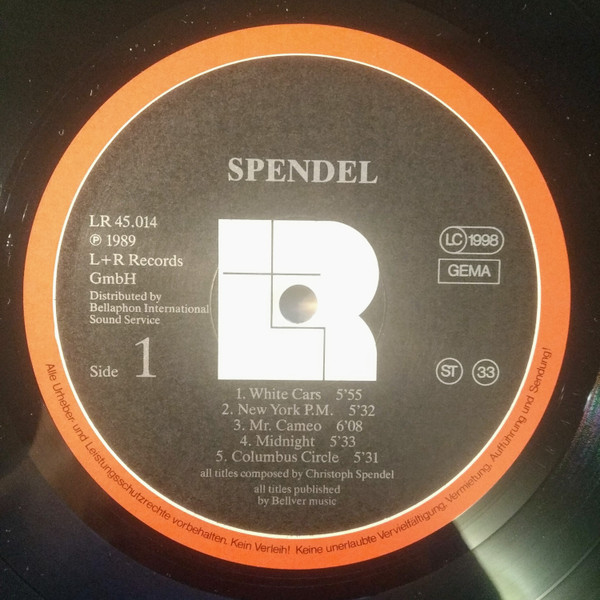 SPENDEL
LR 45.014
℗ 1989
L+R Records
GmbH
Distributed by
Bellaphon International
Sound Service
Side 1
LR
LC 1998
GEMA
ST 33
1. White Cars 5'55
2. New York P.M. 5'32
3. Mr. Cameo 6'08
4. Midnight 5'33
5. Columbus Circle 5'31
all titles composed by Christoph Spendel
all titles published
by Bellver music
Alle Urheber- und Leistungsschutzrechte vorbehalten. Kein Verleih! Keine unerlaubte Vervielfältigung, Vermietung, Aufführung und Sendung!